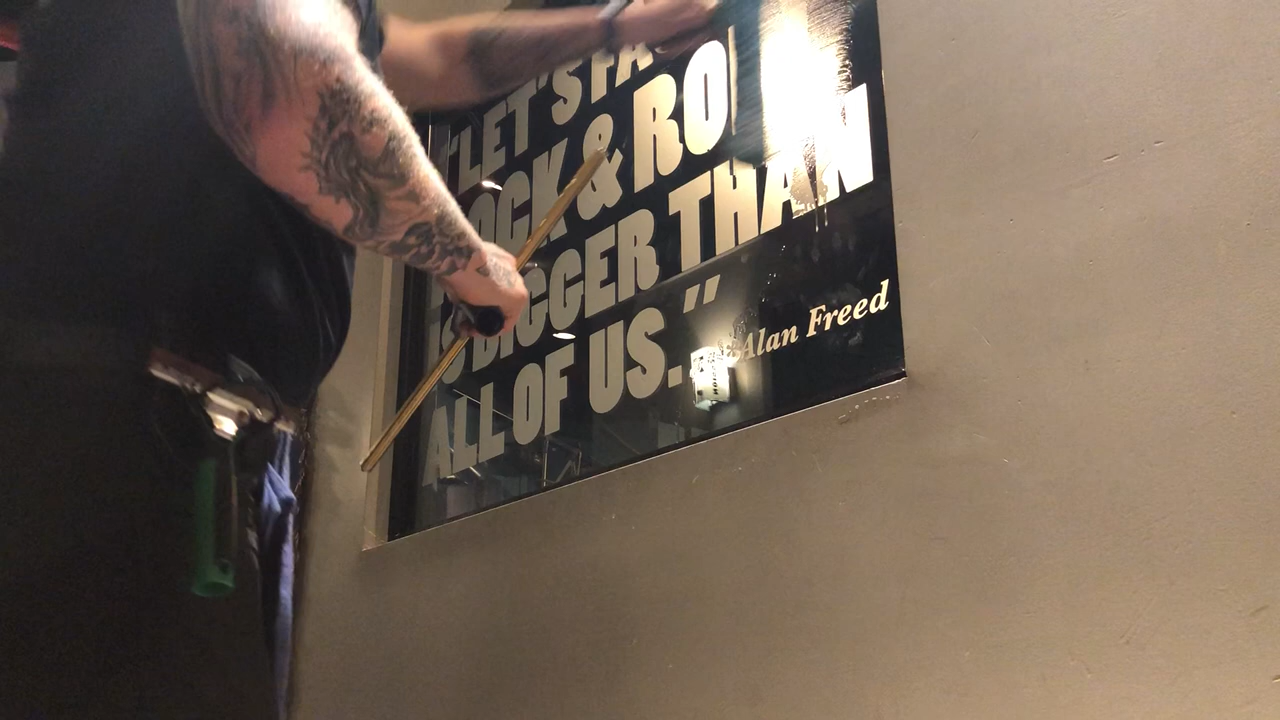 "LET'S FA
OCK & RO
IS BIGGER THAN
ALL OF US."
Alan Freed